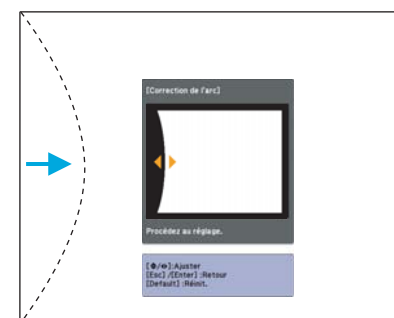 [Correction de l'arc]
Procédez au réglage.
[◆/◆]:Ajuster
[Esc] /[Enter] :Retour
[Default] :Réinit.